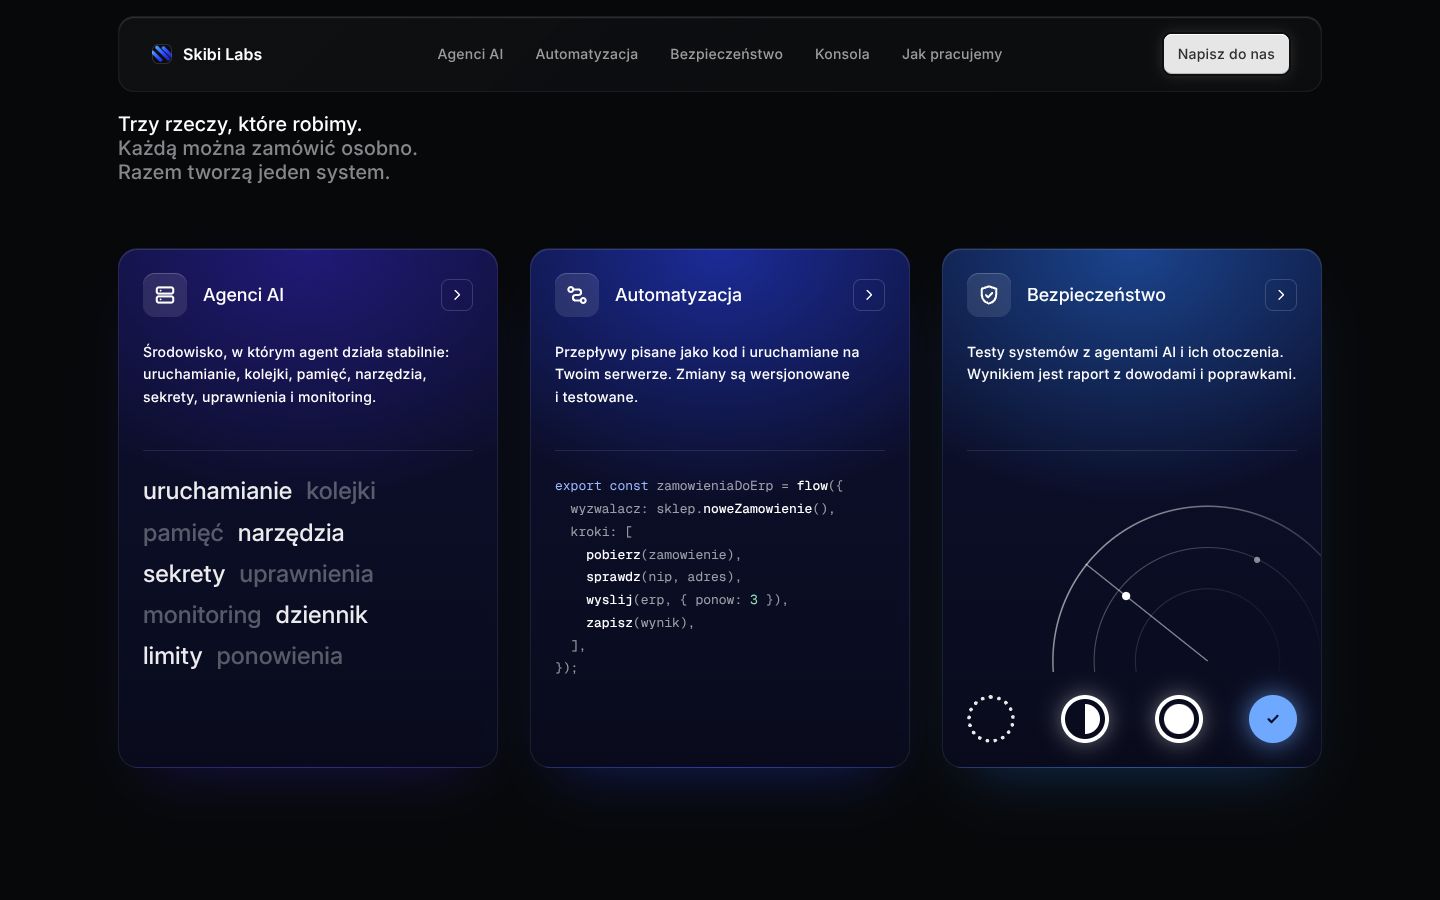 Skibi Labs
Agenci AI
Automatyzacja
Bezpieczeństwo
Konsola
Jak pracujemy
Napisz do nas
Trzy rzeczy, które robimy.
Każdą można zamówić osobno.
Razem tworzą jeden system.
Agenci AI
Środowisko, w którym agent działa stabilnie:
uruchamianie, kolejki, pamięć, narzędzia,
sekrety, uprawnienia i monitoring.
uruchamianie kolejki
pamięć narzędzia
sekrety uprawnienia
monitoring dziennik
limity ponowienia
Automatyzacja
Przepływy pisane jako kod i uruchamiane na
Twoim serwerze. Zmiany są wersjonowane
i testowane.
export const zamowieniaDoErp = flow({
  wyzwalacz: sklep.noweZamowienie(),
  kroki: [
    pobierz(zamowienie),
    sprawdz(nip, adres),
    wyslij(erp, { ponow: 3 }),
    zapisz(wynik),
  ],
});
Bezpieczeństwo
Testy systemów z agentami AI i ich otoczenia.
Wynikiem jest raport z dowodami i poprawkami.